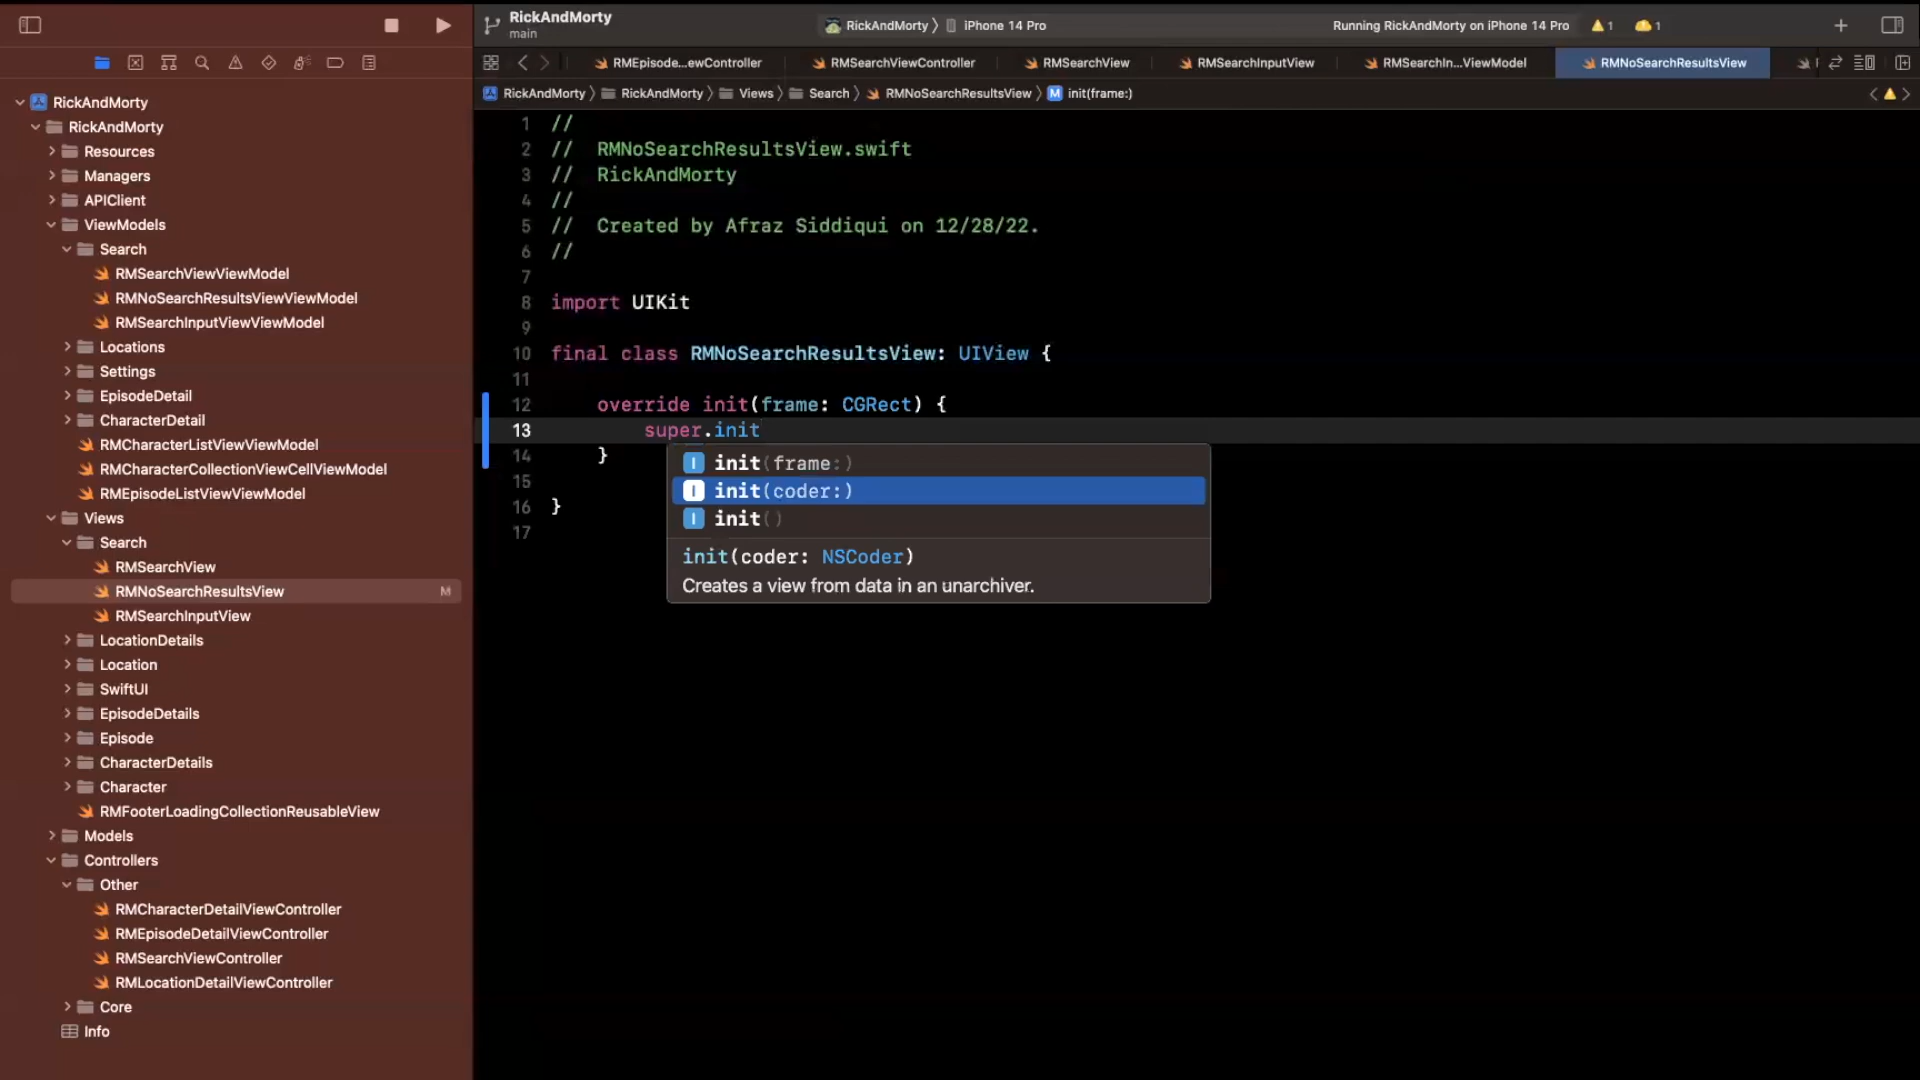 RickAndMorty
main
RickAndMorty
iPhone 14 Pro
Running RickAndMorty on iPhone 14 Pro
1
1
RMEpisode...ewController
RMSearchViewController
RMSearchView
RMSearchInputView
RMSearchIn...ViewModel
RMNoSearchResultsView
RickAndMorty
RickAndMorty
Views
Search
RMNoSearchResultsView
M
init(frame:)
RickAndMorty
RickAndMorty
Resources
Managers
APIClient
ViewModels
Search
RMSearchViewViewModel
RMNoSearchResultsViewViewModel
RMSearchInputViewViewModel
Locations
Settings
EpisodeDetail
CharacterDetail
RMCharacterListViewViewModel
RMCharacterCollectionViewCellViewModel
RMEpisodeListViewViewModel
Views
Search
RMSearchView
RMNoSearchResultsView M
RMSearchInputView
LocationDetails
Location
SwiftUI
EpisodeDetails
Episode
CharacterDetails
Character
RMFooterLoadingCollectionReusableView
Models
Controllers
Other
RMCharacterDetailViewController
RMEpisodeDetailViewController
RMSearchViewController
RMLocationDetailViewController
Core
Info
1 //
2 //  RMNoSearchResultsView.swift
3 //  RickAndMorty
4 //
5 //  Created by Afraz Siddiqui on 12/28/22.
6 //
7
8 import UIKit
9
10 final class RMNoSearchResultsView: UIView {
11
12     override init(frame: CGRect) {
13         super.init
14     }
15
16 }
17
I init(frame:)
I init(coder:)
I init()
init(coder: NSCoder)
Creates a view from data in an unarchiver.